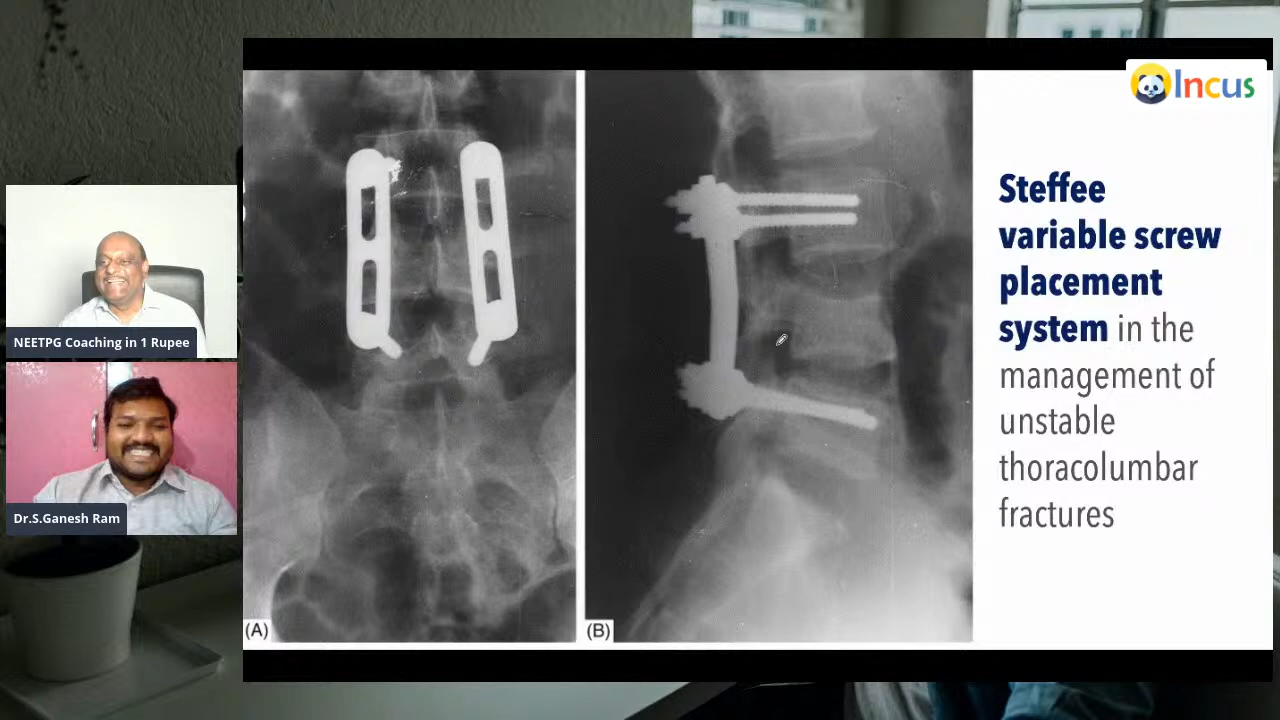 Incus
Steffee
variable screw
placement
system in the
management of
unstable
thoracolumbar
fractures
NEETPG Coaching in 1 Rupee
Dr.S.Ganesh Ram
(A)
(B)